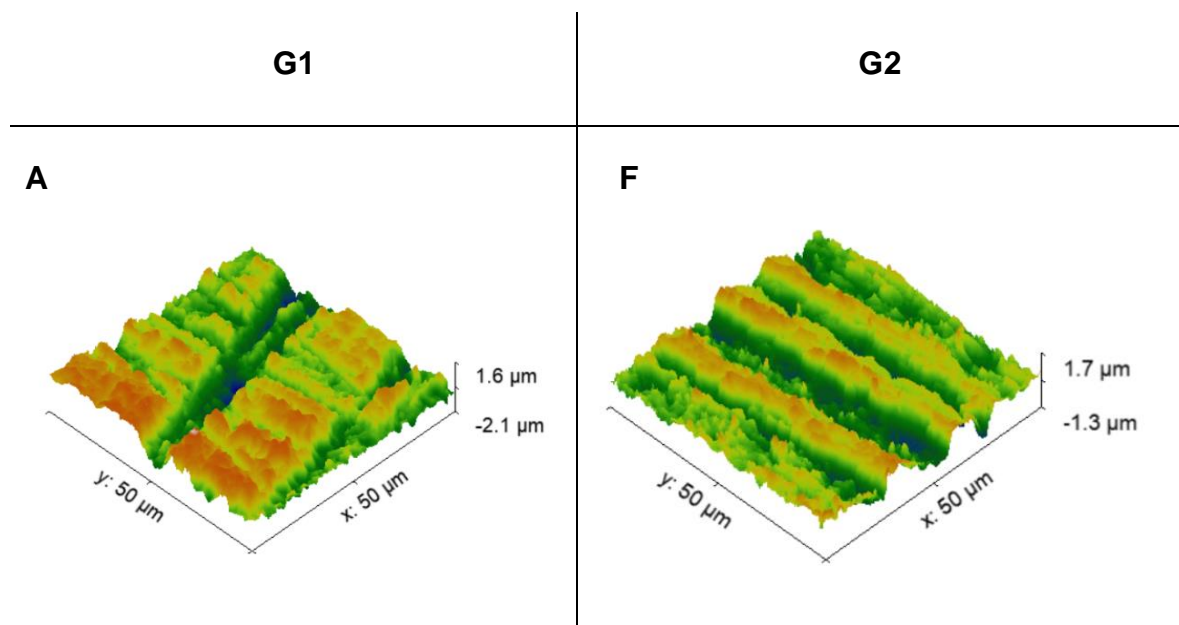 G1
G2
A
F
1.6 µm
-2.1 µm
y: 50 µm
x: 50 µm
1.7 µm
-1.3 µm
y: 50 µm
x: 50 µm